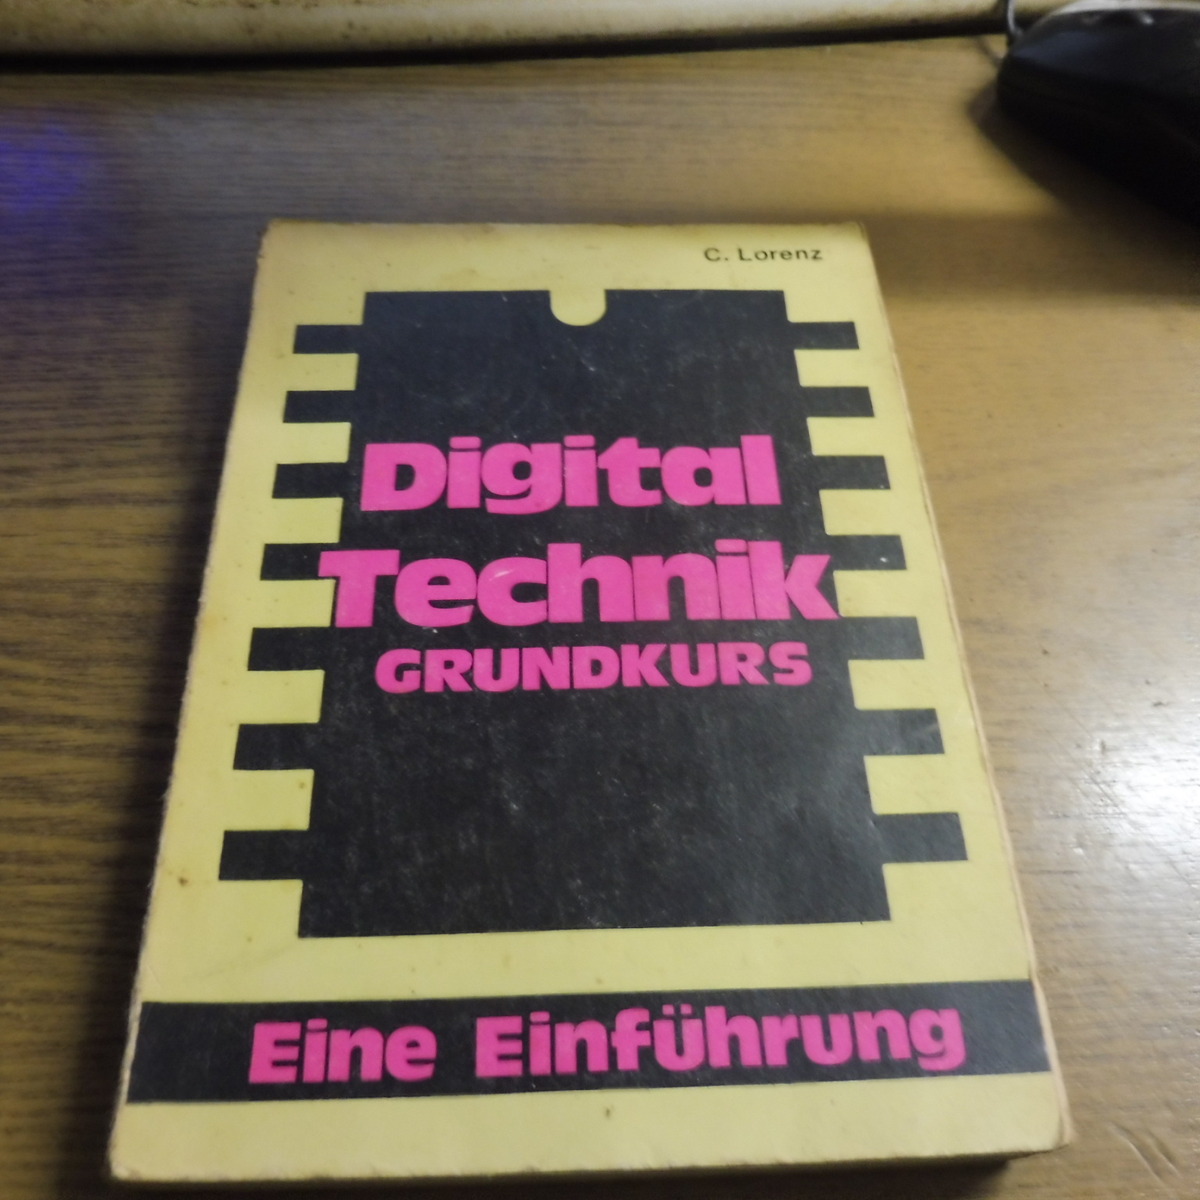 C. Lorenz
Digital
Technik
GRUNDKURS
Eine Einführung